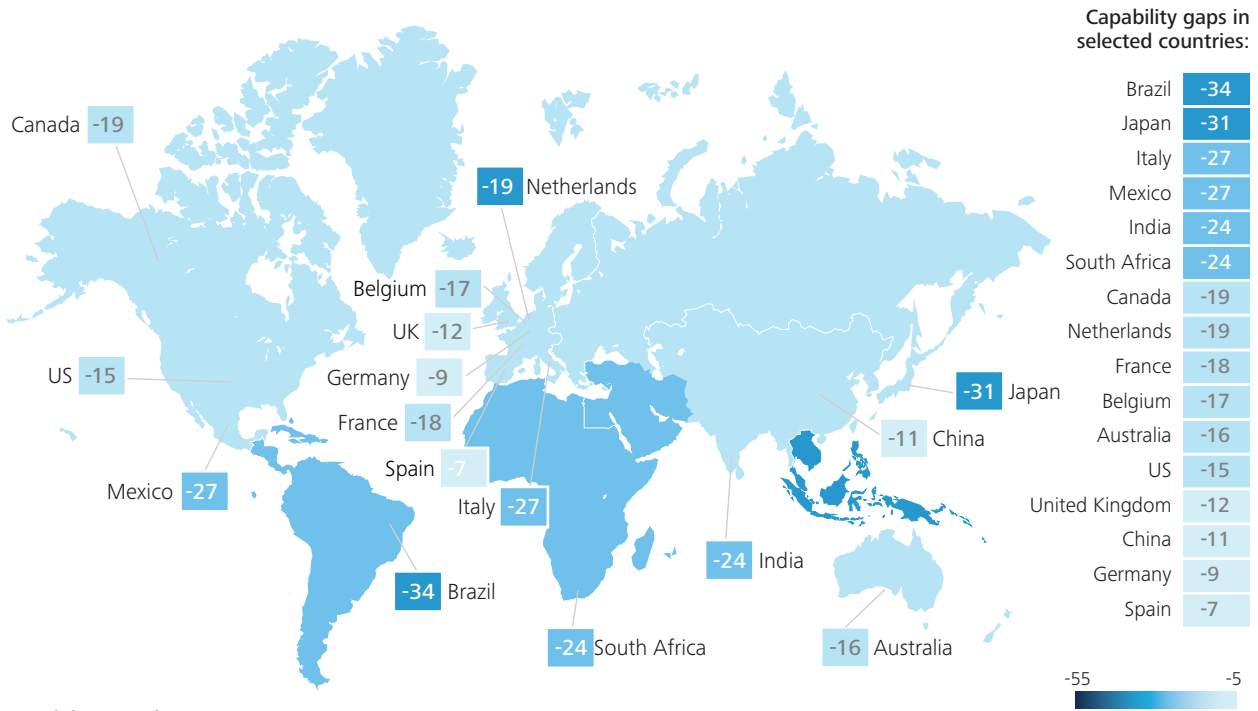 Capability gaps in
selected countries:
Canada -19
-19 Netherlands
Belgium -17
UK -12
US -15
Germany -9
-31 Japan
France -18
-11 China
Spain -7
Mexico -27
Italy -27
-24 India
-34 Brazil
-24 South Africa
-16 Australia
Brazil -34
Japan -31
Italy -27
Mexico -27
India -24
South Africa -24
Canada -19
Netherlands -19
France -18
Belgium -17
Australia -16
US -15
United Kingdom -12
China -11
Germany -9
Spain -7
-55 -5